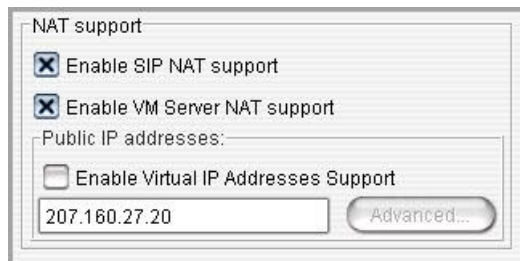 NAT support
Enable SIP NAT support
Enable VM Server NAT support
Public IP addresses:
Enable Virtual IP Addresses Support
207.160.27.20
Advanced...